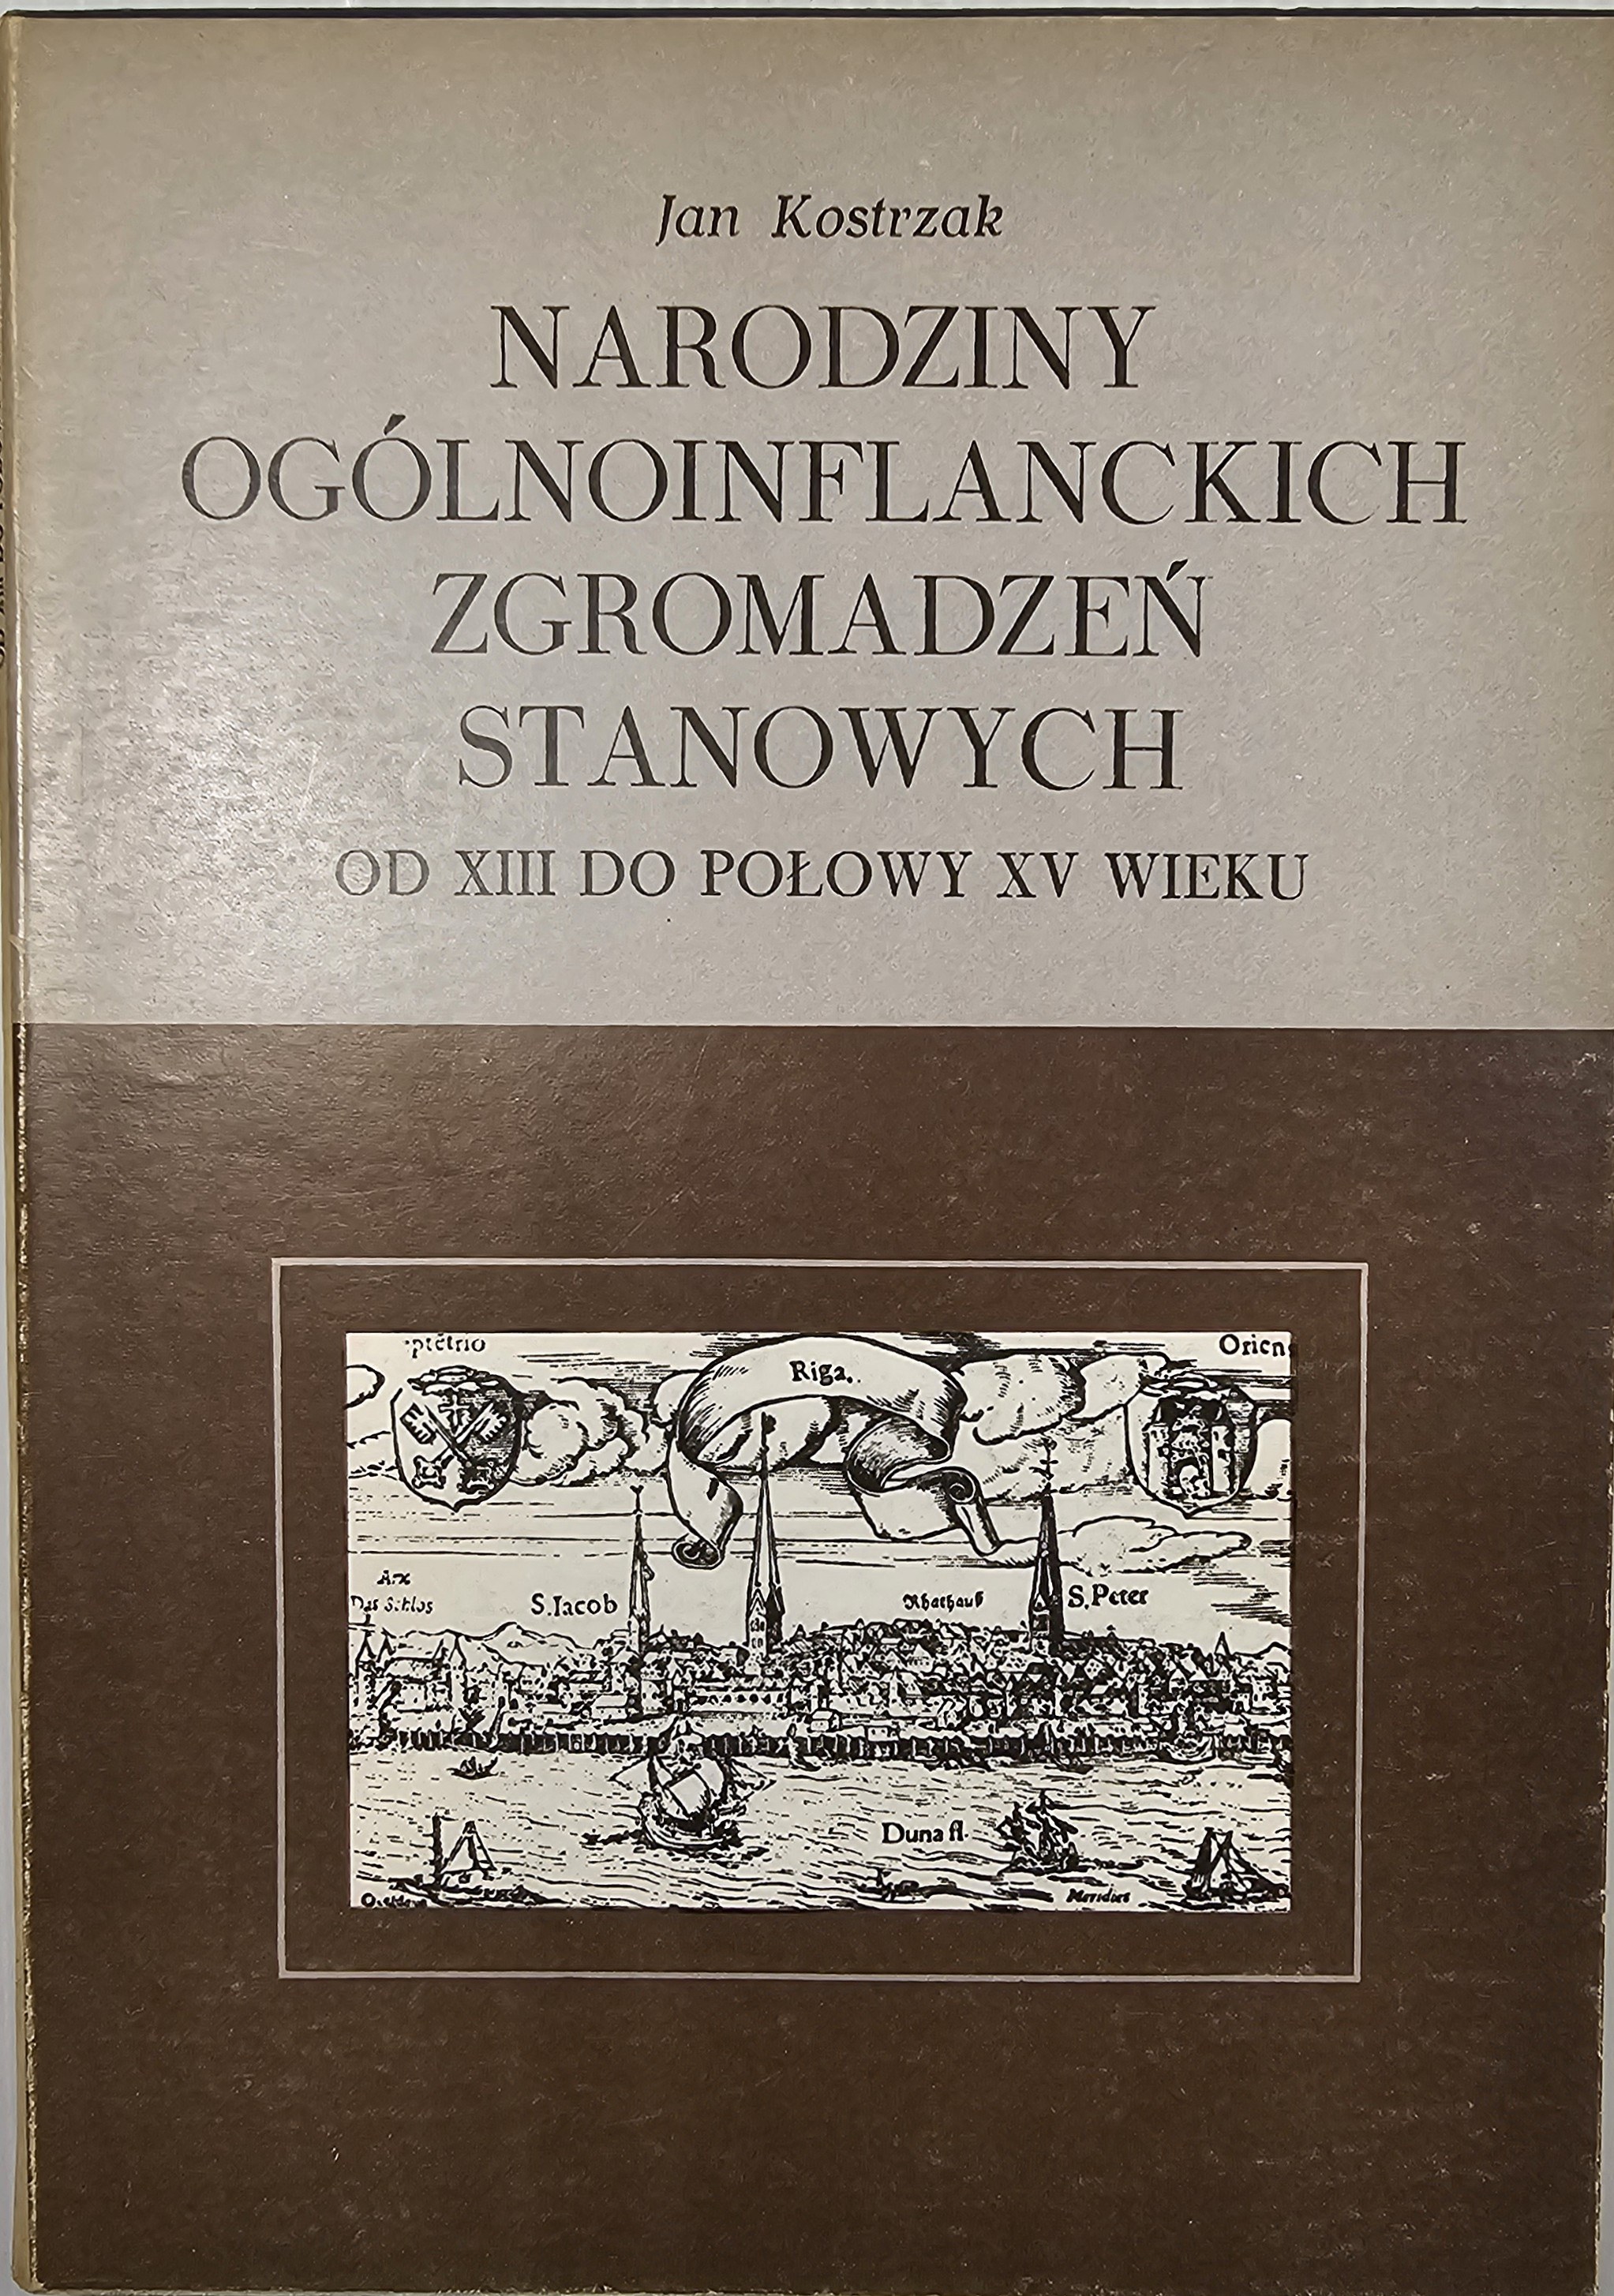 Jan Kostrzak
NARODZINY
OGÓLNOINFLANCKICH
ZGROMADZEŃ
STANOWYCH
OD XIII DO POŁOWY XV WIEKU
Orien
Riga.
Arx
Das Schlos
S. Iacob
Rhathauß
S. Peter
Duna fl.
Meridies